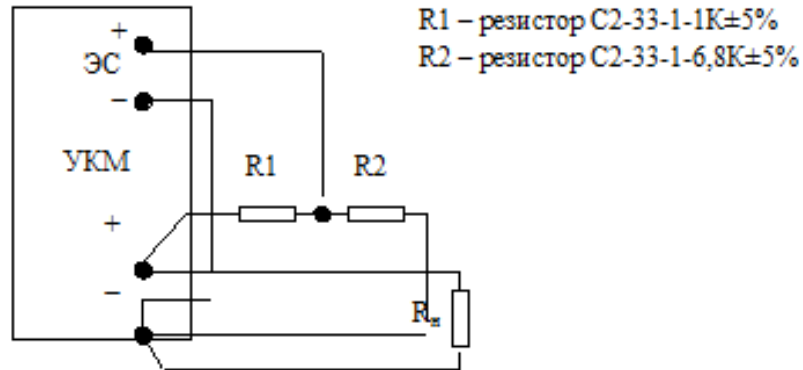 R1 – резистор С2-33-1-1К±5%
R2 – резистор С2-33-1-6,8К±5%
+
ЭС
–
УКМ
R1
R2
+
–
Rн